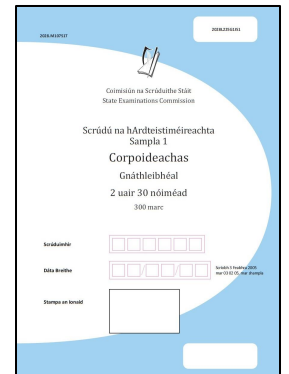 Coimisiún na Scrúduithe Stáit
State Examinations Commission
Scrúdú na hArdteistiméireachta
Sampla 1
Corpoideachas
Gnáthleibhéal
2 uair 30 nóiméad
300 marc
Scrúduimhir
Dáta Breithe
Stampa an Ionaid